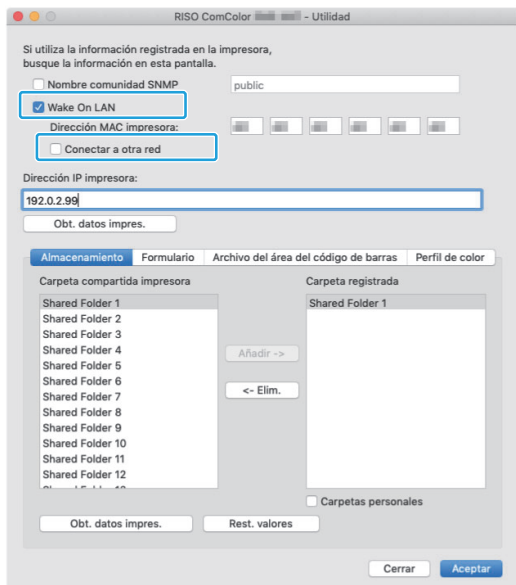 RISO ComColor - Utilidad
Si utiliza la información registrada en la impresora,
busque la información en esta pantalla.
Nombre comunidad SNMP public
Wake On LAN
Dirección MAC impresora:
Conectar a otra red
Dirección IP impresora:
192.0.2.99
Obt. datos impres.
Almacenamiento Formulario Archivo del área del código de barras Perfil de color
Carpeta compartida impresora Carpeta registrada
Shared Folder 1 Shared Folder 1
Shared Folder 2
Shared Folder 3
Shared Folder 4
Shared Folder 5
Shared Folder 6
Shared Folder 7
Shared Folder 8
Shared Folder 9
Shared Folder 10
Shared Folder 11
Shared Folder 12
Añadir ->
<- Elim.
Carpetas personales
Obt. datos impres. Rest. valores
Cerrar Aceptar